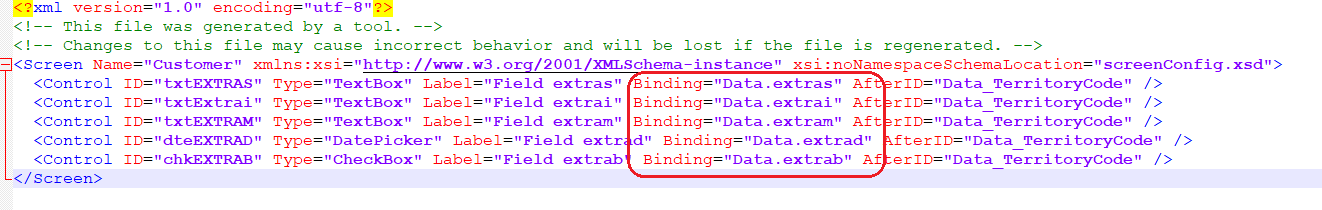 <?xml version="1.0" encoding="utf-8"?>
<!-- This file was generated by a tool. -->
<!-- Changes to this file may cause incorrect behavior and will be lost if the file is regenerated. -->
<Screen Name="Customer" xmlns:xsi="http://www.w3.org/2001/XMLSchema-instance" xsi:noNamespaceSchemaLocation="screenConfig.xsd">
<Control ID="txtEXTRAS" Type="TextBox" Label="Field extras" Binding="Data.extras" AfterID="Data_TerritoryCode" />
<Control ID="txtExtrai" Type="TextBox" Label="Field extrai" Binding="Data.extrai" AfterID="Data_TerritoryCode" />
<Control ID="txtEXTRAM" Type="TextBox" Label="Field extram" Binding="Data.extram" AfterID="Data_TerritoryCode" />
<Control ID="dteEXTRAD" Type="DatePicker" Label="Field extrad" Binding="Data.extrad" AfterID="Data_TerritoryCode" />
<Control ID="chkEXTRAB" Type="CheckBox" Label="Field extrab" Binding="Data.extrab" AfterID="Data_TerritoryCode" />
</Screen>